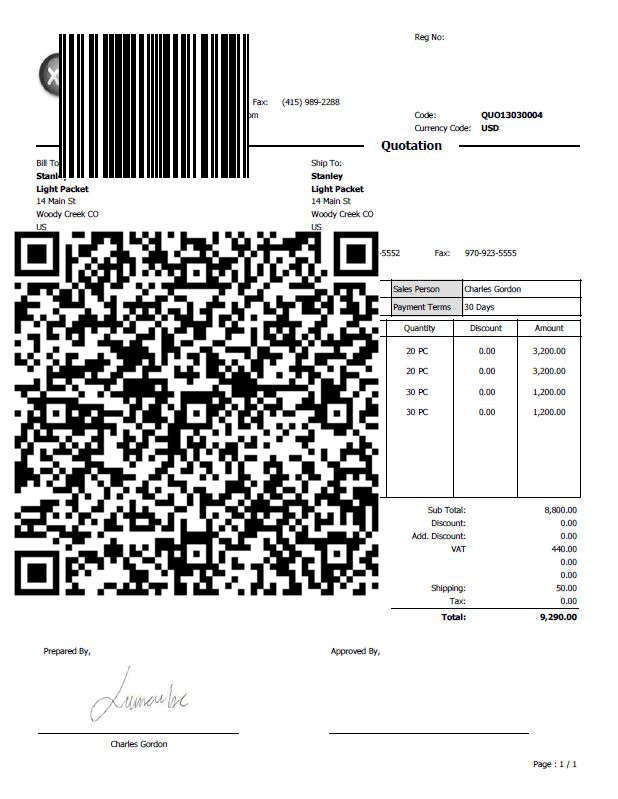 Reg No:
Fax: (415) 989-2288
Code: QUO13030004
Currency Code: USD
Quotation
Bill To
Ship To:
Stanley
Light Packet
Light Packet
14 Main St
14 Main St
Woody Creek CO
Woody Creek CO
US
US
-5552 Fax: 970-923-5555
Sales Person Charles Gordon
Payment Terms 30 Days
Quantity Discount Amount
20 PC 0.00 3,200.00
20 PC 0.00 3,200.00
30 PC 0.00 1,200.00
30 PC 0.00 1,200.00
Sub Total: 8,800.00
Discount: 0.00
Add. Discount: 0.00
VAT 440.00
0.00
0.00
Shipping: 50.00
Tax: 0.00
Total: 9,290.00
Prepared By, Approved By,
Charles Gordon
Page : 1 / 1